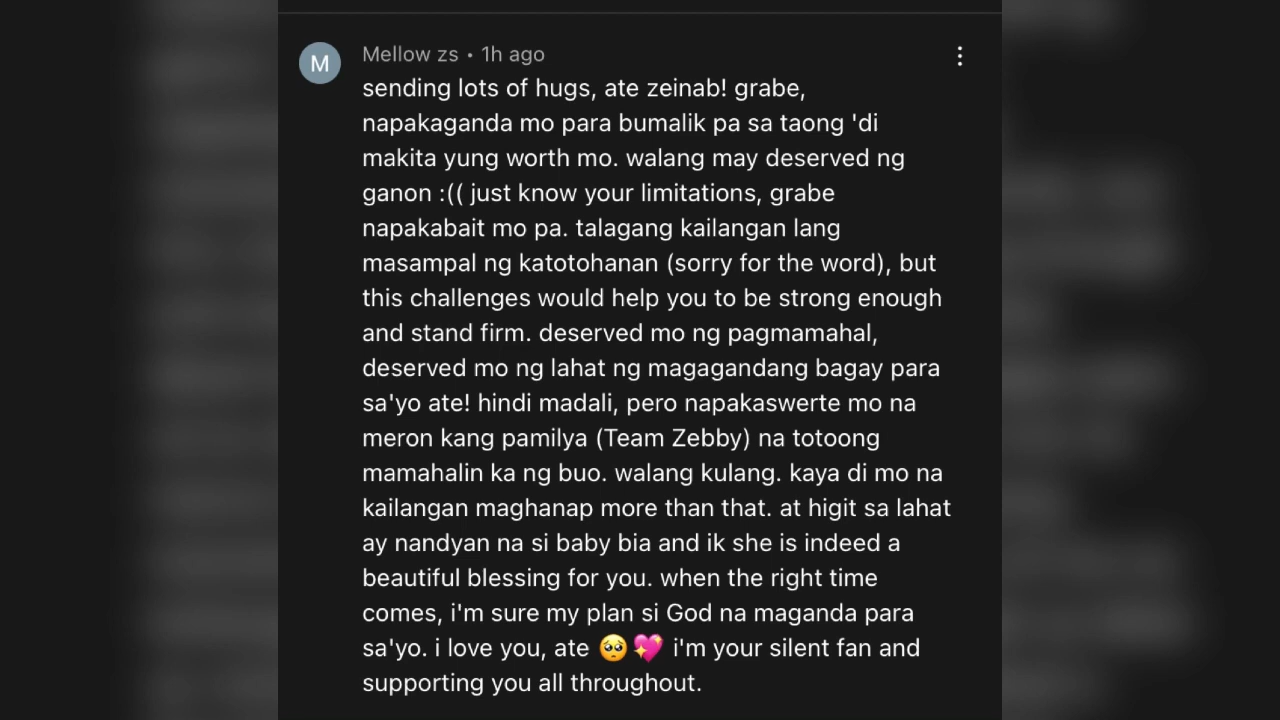 M
Mellow zs • 1h ago
sending lots of hugs, ate zeinab! grabe,
napakaganda mo para bumalik pa sa taong 'di
makita yung worth mo. walang may deserved ng
ganon :(( just know your limitations, grabe
napakabait mo pa. talagang kailangan lang
masampal ng katotohanan (sorry for the word), but
this challenges would help you to be strong enough
and stand firm. deserved mo ng pagmamahal,
deserved mo ng lahat ng magagandang bagay para
sa'yo ate! hindi madali, pero napakaswerte mo na
meron kang pamilya (Team Zebby) na totoong
mamahalin ka ng buo. walang kulang. kaya di mo na
kailangan maghanap more than that. at higit sa lahat
ay nandyan na si baby bia and ik she is indeed a
beautiful blessing for you. when the right time
comes, i'm sure my plan si God na maganda para
sa'yo. i love you, ate 🥺💖 i'm your silent fan and
supporting you all throughout.